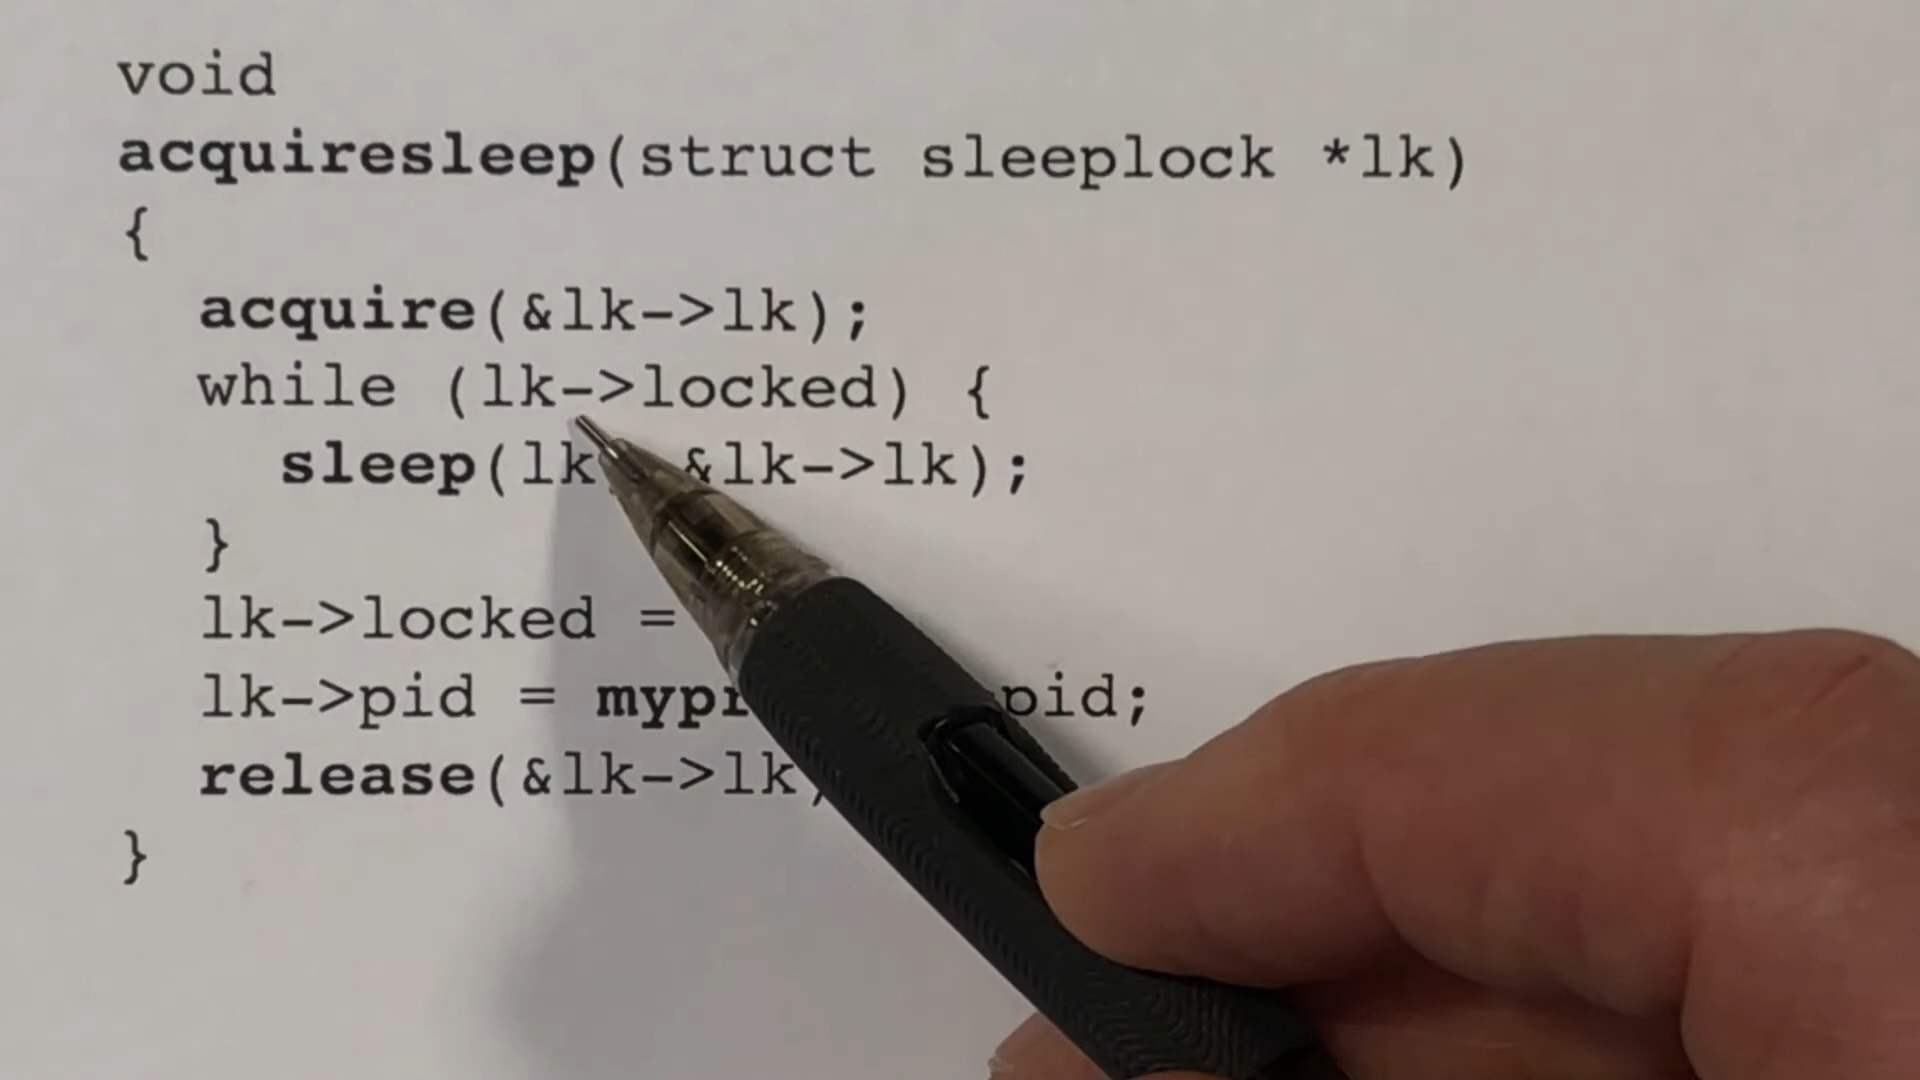 void
acquiresleep(struct sleeplock *lk)
{
acquire(&lk->lk);
while (lk->locked) {
sleep(lk &lk->lk);
}
lk->locked =
lk->pid = pid;
release(&lk->lk)
}